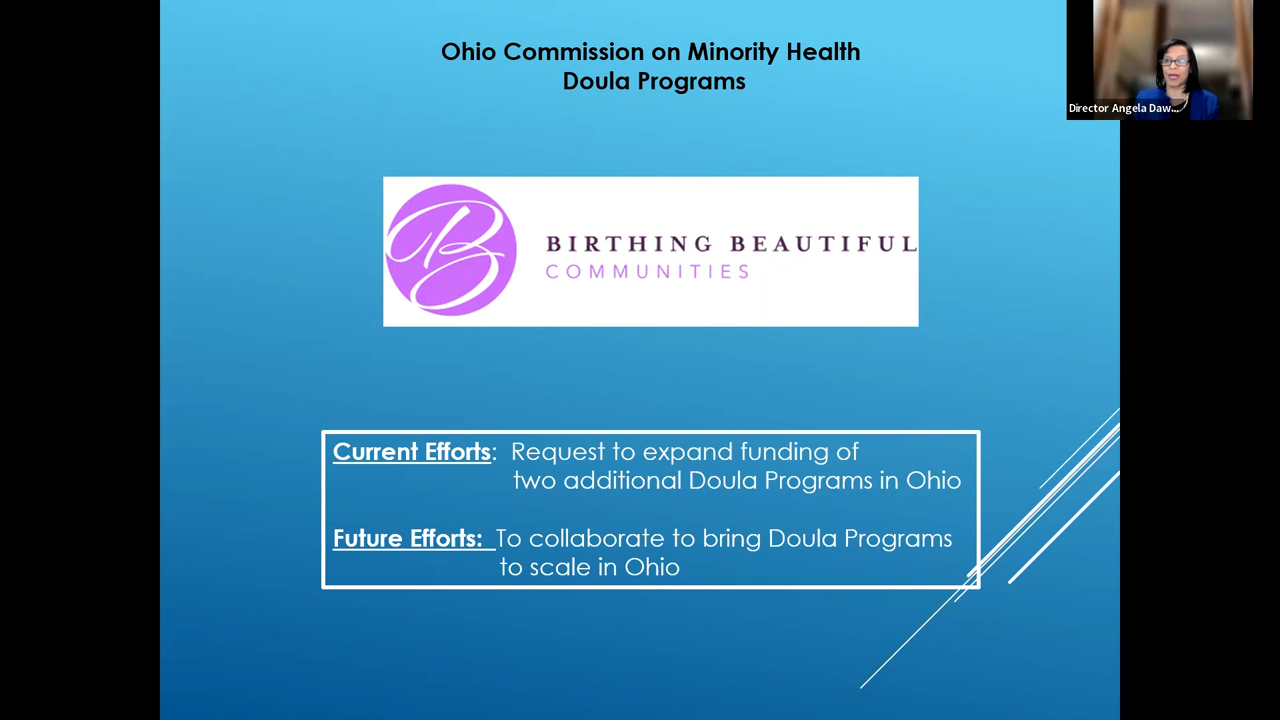 Ohio Commission on Minority Health
Doula Programs
Director Angela Daw...
B
BIRTHING BEAUTIFUL
COMMUNITIES
Current Efforts: Request to expand funding of
two additional Doula Programs in Ohio
Future Efforts: To collaborate to bring Doula Programs
to scale in Ohio